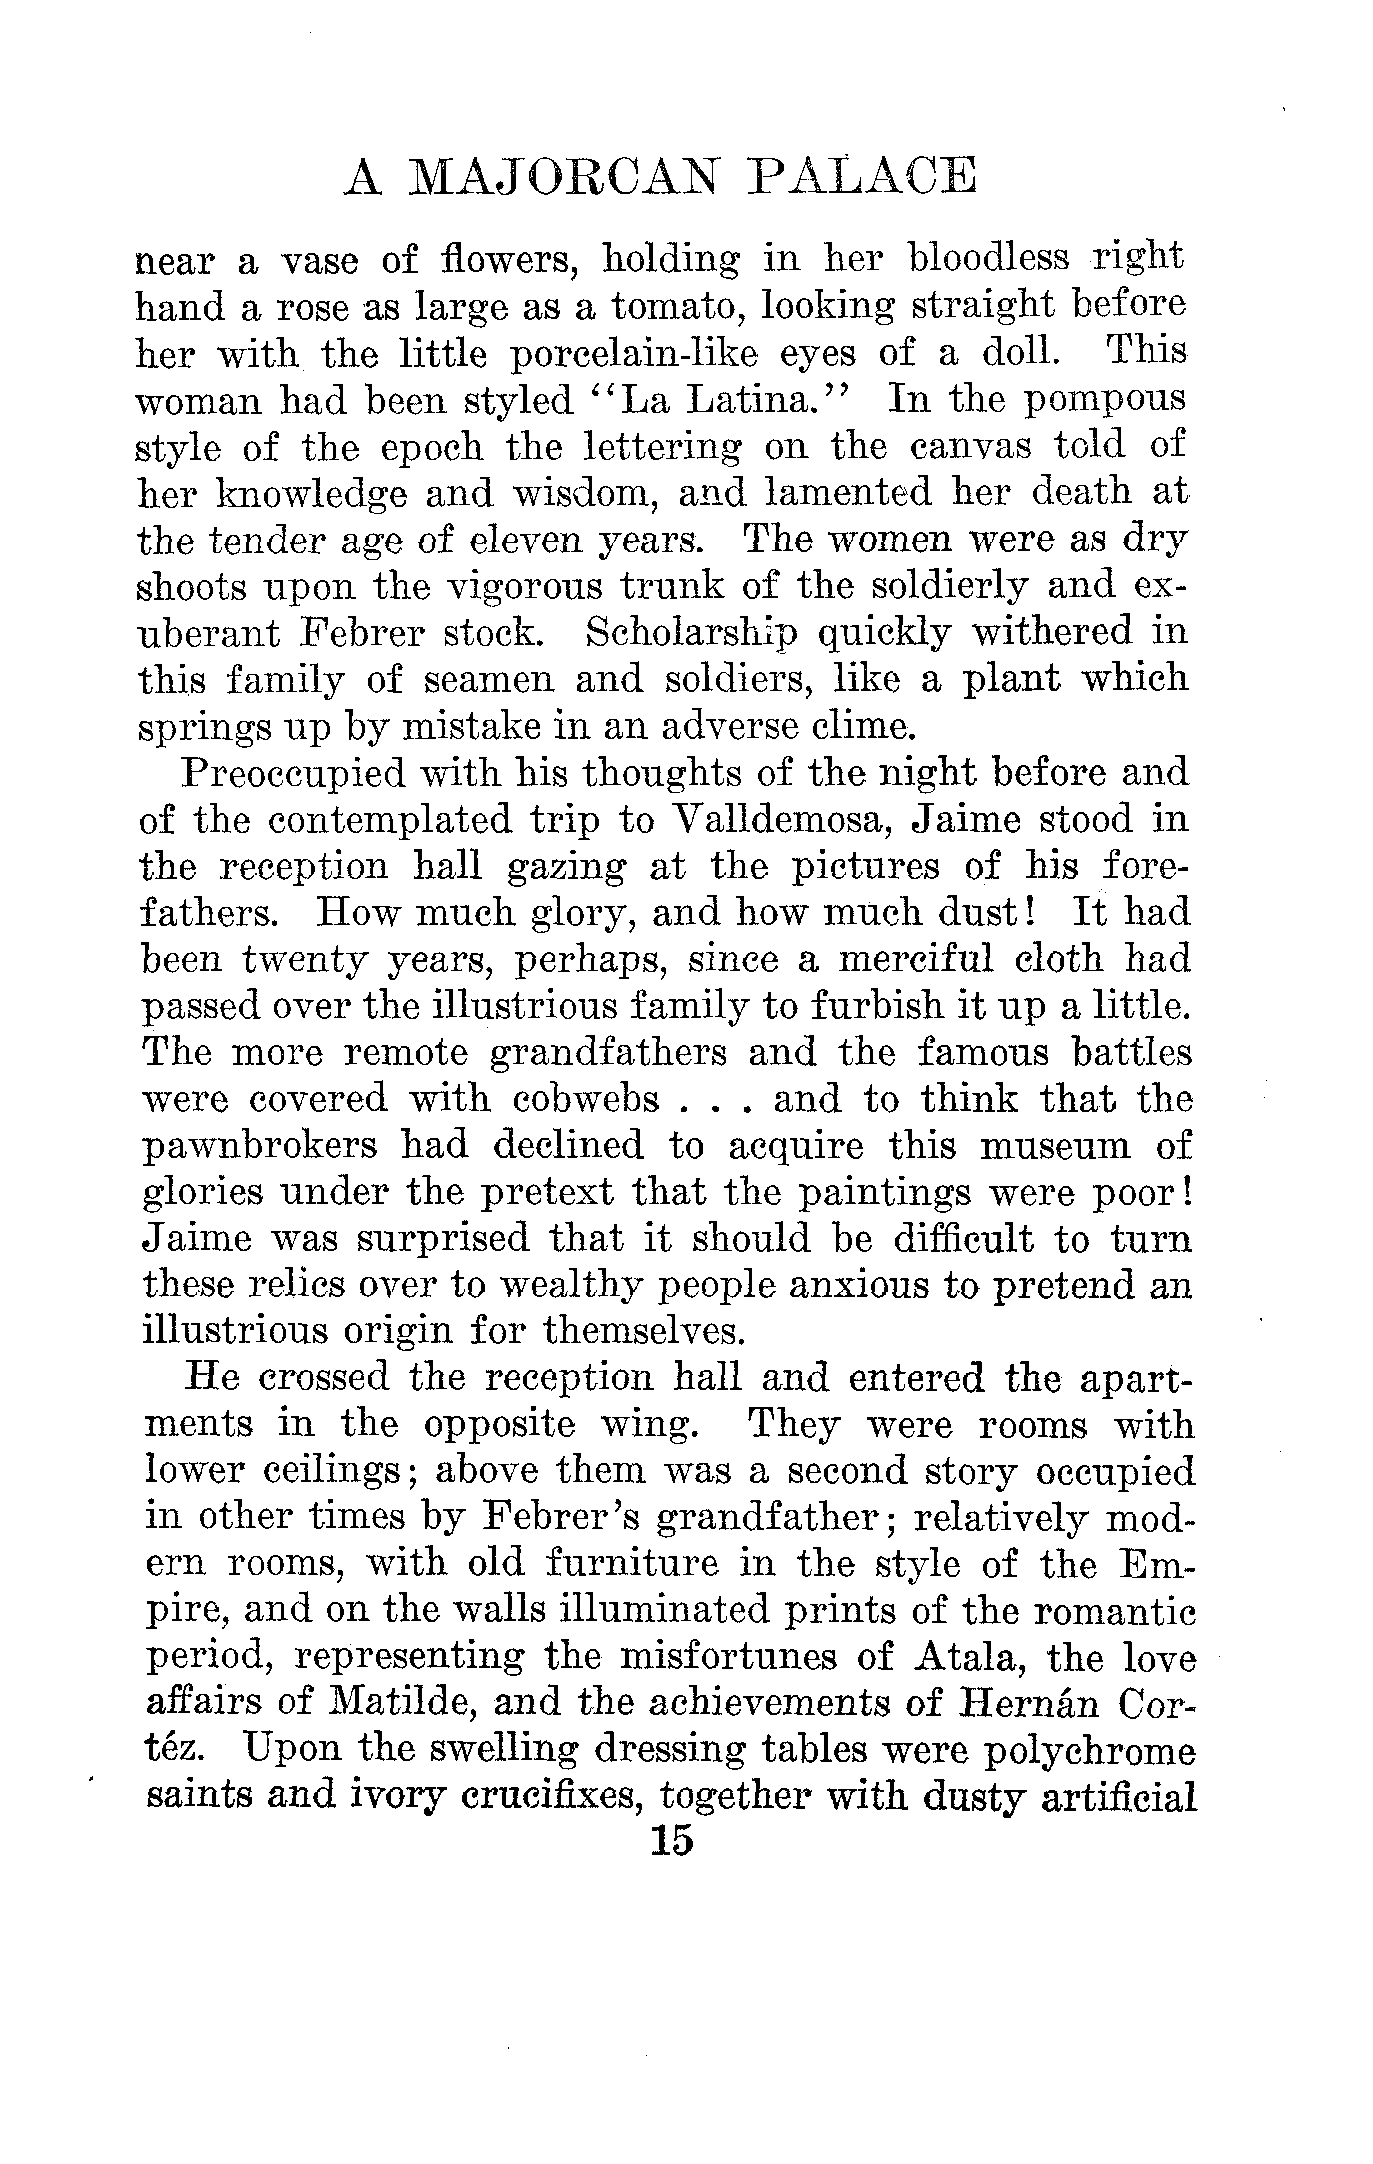 A MAJORCAN PALACE
near a vase of flowers, holding in her bloodless right
hand a rose as large as a tomato, looking straight before
her with the little porcelain-like eyes of a doll. This
woman had been styled “La Latina.” In the pompous
style of the epoch the lettering on the canvas told of
her knowledge and wisdom, and lamented her death at
the tender age of eleven years. The women were as dry
shoots upon the vigorous trunk of the soldierly and ex-
uberant Febrer stock. Scholarship quickly withered in
this family of seamen and soldiers, like a plant which
springs up by mistake in an adverse clime.
Preoccupied with his thoughts of the night before and
of the contemplated trip to Valldemosa, Jaime stood in
the reception hall gazing at the pictures of his fore-
fathers. How much glory, and how much dust! It had
been twenty years, perhaps, since a merciful cloth had
passed over the illustrious family to furbish it up a little.
The more remote grandfathers and the famous battles
were covered with cobwebs . . . and to think that the
pawnbrokers had declined to acquire this museum of
glories under the pretext that the paintings were poor!
Jaime was surprised that it should be difficult to turn
these relics over to wealthy people anxious to pretend an
illustrious origin for themselves.
He crossed the reception hall and entered the apart-
ments in the opposite wing. They were rooms with
lower ceilings; above them was a second story occupied
in other times by Febrer’s grandfather; relatively mod-
ern rooms, with old furniture in the style of the Em-
pire, and on the walls illuminated prints of the romantic
period, representing the misfortunes of Atala, the love
affairs of Matilde, and the achievements of Hernán Cor-
téz. Upon the swelling dressing tables were polychrome
saints and ivory crucifixes, together with dusty artificial
15